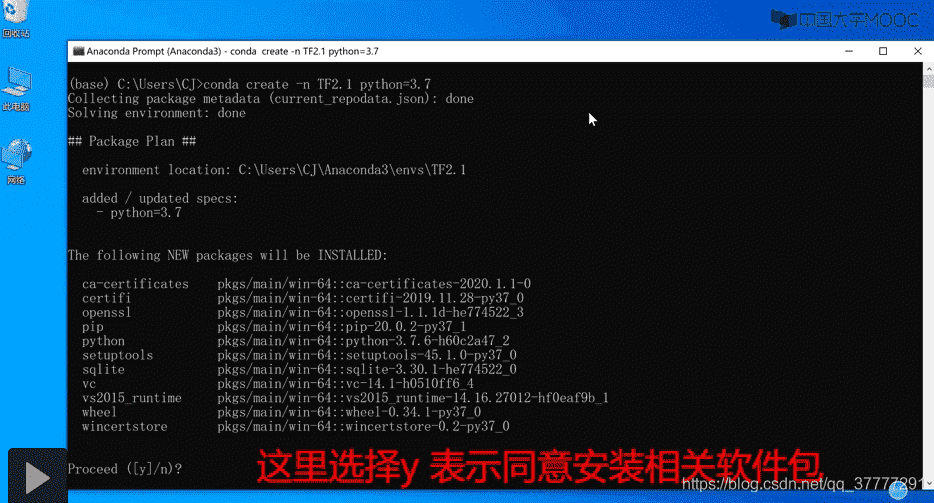 中国大学MOOC
回收站
Anaconda Prompt (Anaconda3) - conda  create -n TF2.1 python=3.7
(base) C:\Users\CJ>conda create -n TF2.1 python=3.7
Collecting package metadata (current_repodata.json): done
Solving environment: done
此电脑
## Package Plan ##
environment location: C:\Users\CJ\Anaconda3\envs\TF2.1
网络
added / updated specs:
- python=3.7
The following NEW packages will be INSTALLED:
ca-certificates pkgs/main/win-64::ca-certificates-2020.1.1-0
certifi pkgs/main/win-64::certifi-2019.11.28-py37_0
openssl pkgs/main/win-64::openssl-1.1.1d-he774522_3
pip pkgs/main/win-64::pip-20.0.2-py37_1
python pkgs/main/win-64::python-3.7.6-h60c2a47_2
setuptools pkgs/main/win-64::setuptools-45.1.0-py37_0
sqlite pkgs/main/win-64::sqlite-3.30.1-he774522_0
vc pkgs/main/win-64::vc-14.1-h0510ff6_4
vs2015_runtime pkgs/main/win-64::vs2015_runtime-14.16.27012-hf0eaf9b_1
wheel pkgs/main/win-64::wheel-0.34.1-py37_0
wincertstore pkgs/main/win-64::wincertstore-0.2-py37_0
Proceed ([y]/n)?
这里选择y 表示同意安装相关软件包
https://blog.csdn.net/qq_37777291